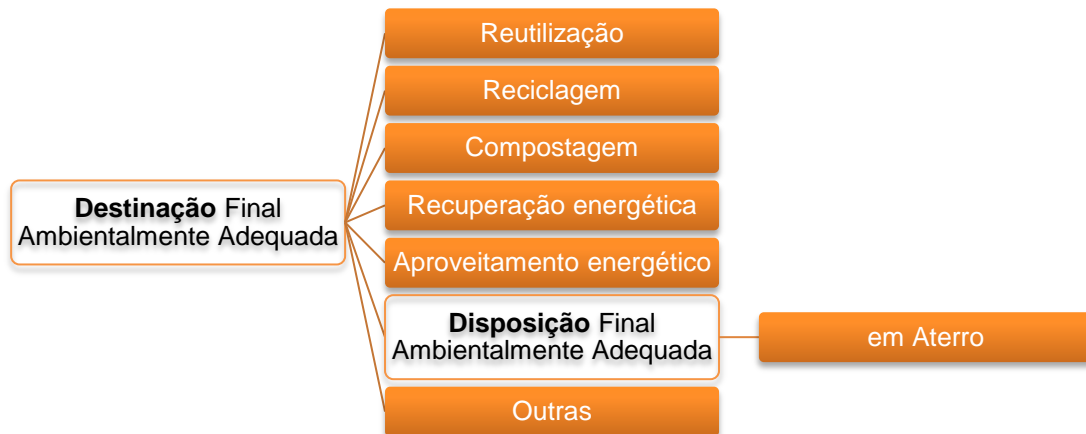 Reutilização
Reciclagem
Compostagem
Destinação Final
Ambientalmente Adequada
Recuperação energética
Aproveitamento energético
Disposição Final
Ambientalmente Adequada
em Aterro
Outras